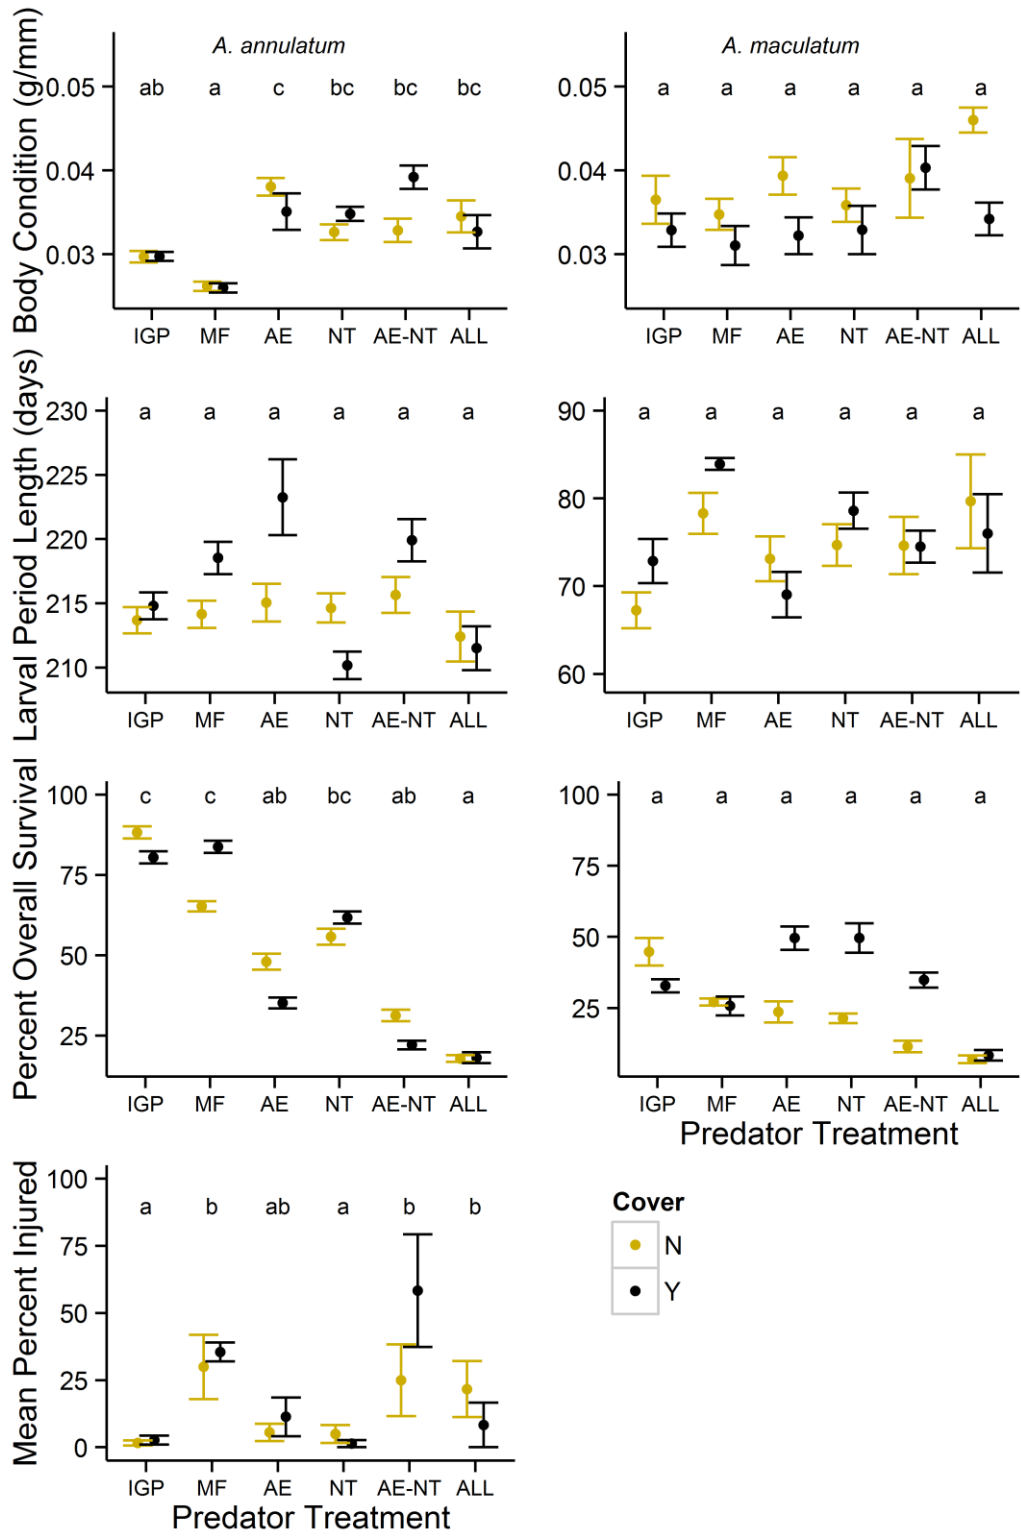 A. annulatum
A. maculatum
Body Condition (g/mm)
0.05
0.04
0.03
ab a c bc bc bc
IGP MF AE NT AE-NT ALL
0.05
0.04
0.03
a a a a a a
IGP MF AE NT AE-NT ALL
Larval Period Length (days)
230
225
220
215
210
a a a a a a
IGP MF AE NT AE-NT ALL
90
80
70
60
a a a a a a
IGP MF AE NT AE-NT ALL
Percent Overall Survival
100
75
50
25
c c ab bc ab a
IGP MF AE NT AE-NT ALL
100
75
50
25
a a a a a a
IGP MF AE NT AE-NT ALL
Predator Treatment
Mean Percent Injured
100
75
50
25
0
a b ab a b b
IGP MF AE NT AE-NT ALL
Predator Treatment
Cover
N
Y